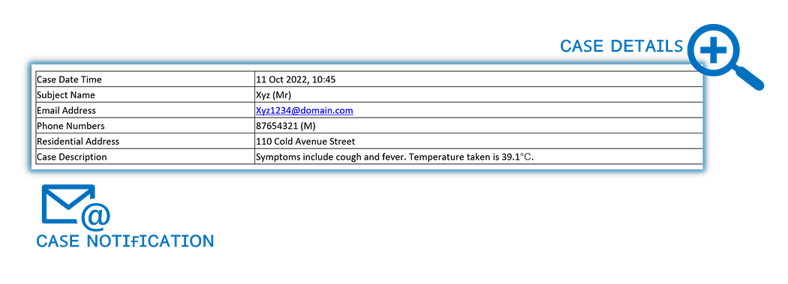 CASE DETAILS
Case Date Time 11 Oct 2022, 10:45
Subject Name Xyz (Mr)
Email Address Xyz1234@domain.com
Phone Numbers 87654321 (M)
Residential Address 110 Cold Avenue Street
Case Description Symptoms include cough and fever. Temperature taken is 39.1°C.
@
CASE NOTIFICATION